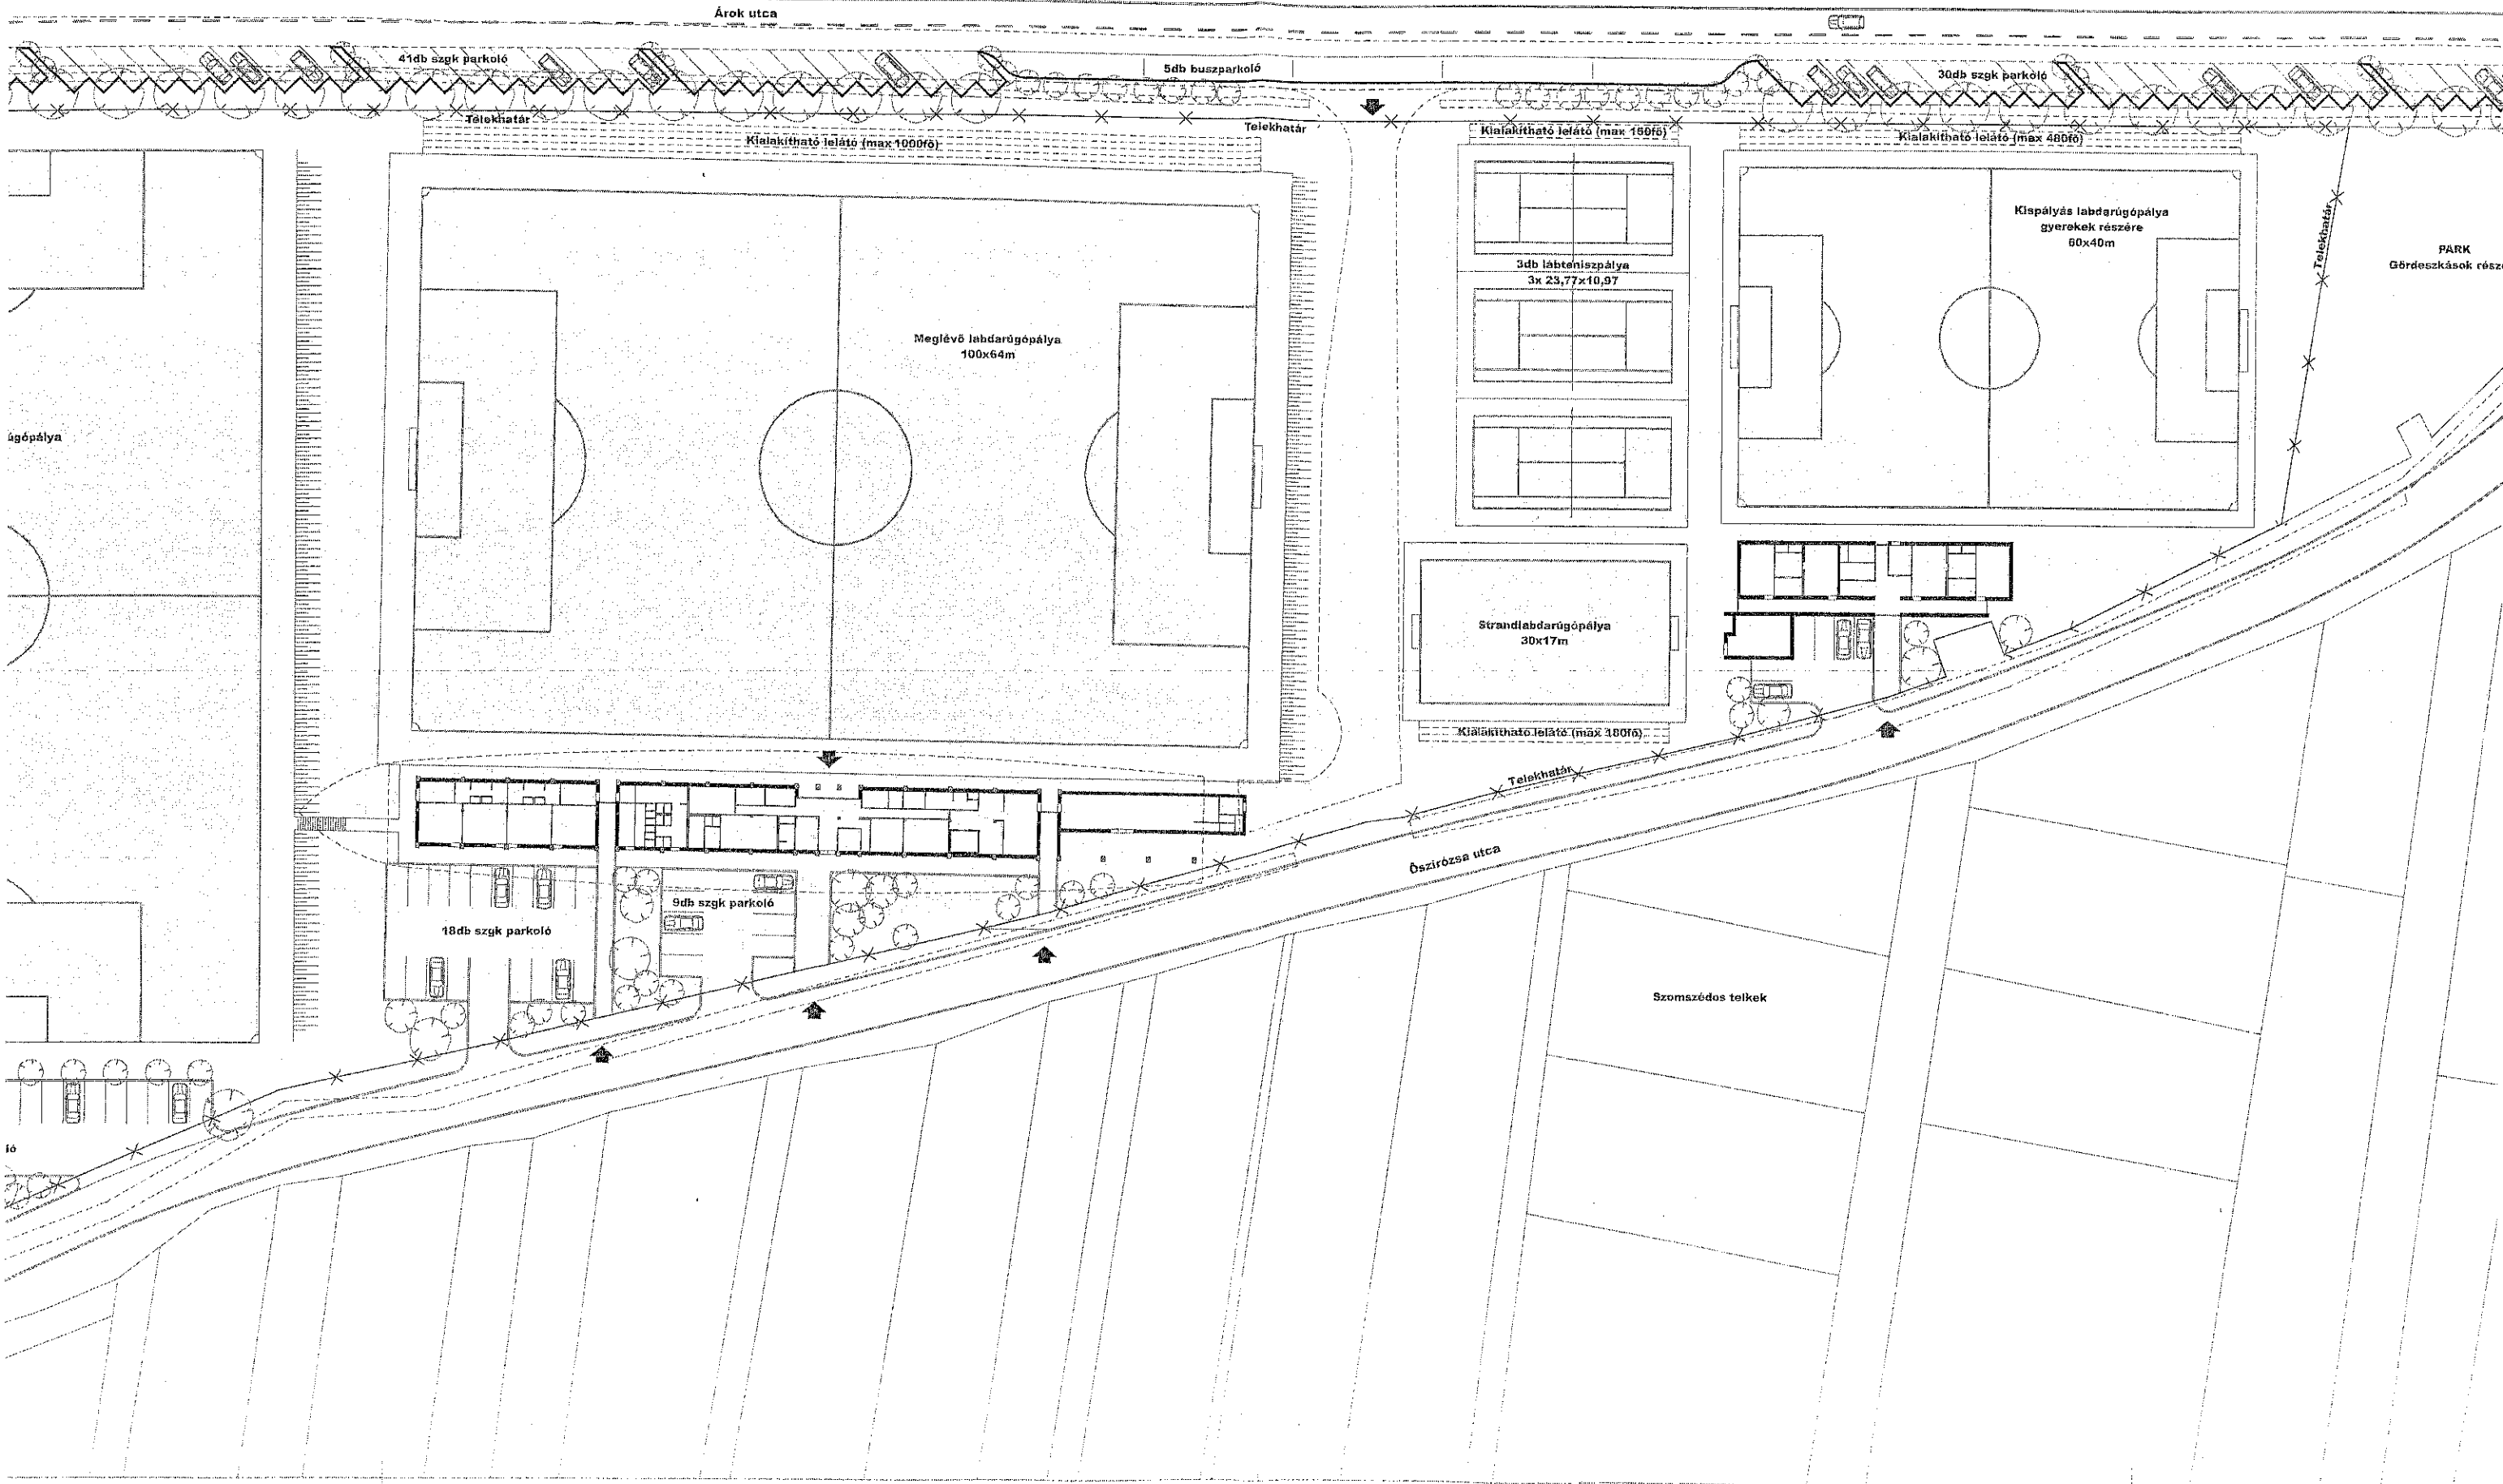 Árok utca
41db szgk parkoló
5db buszparkoló
30db szgk parkoló
Telekhatár
Telekhatár
Kialakítható lelátó (max 1000fő)
Kialakítható lelátó (max 150fő)
Kialakítható lelátó (max 480fő)
Kispályás labdarúgópálya
gyerekek részére
60x40m
Telekhatár
PARK
Gördeszkások rész
3db lábteniszpálya
3x 23,77x10,97
Meglévő labdarúgópálya
100x64m
úgópálya
Strandlabdarúgópálya
30x17m
Kialakítható lelátó (max 180fő)
Telekhatár
Őszirózsa utca
9db szgk parkoló
18db szgk parkoló
Szomszédos telkek
ló